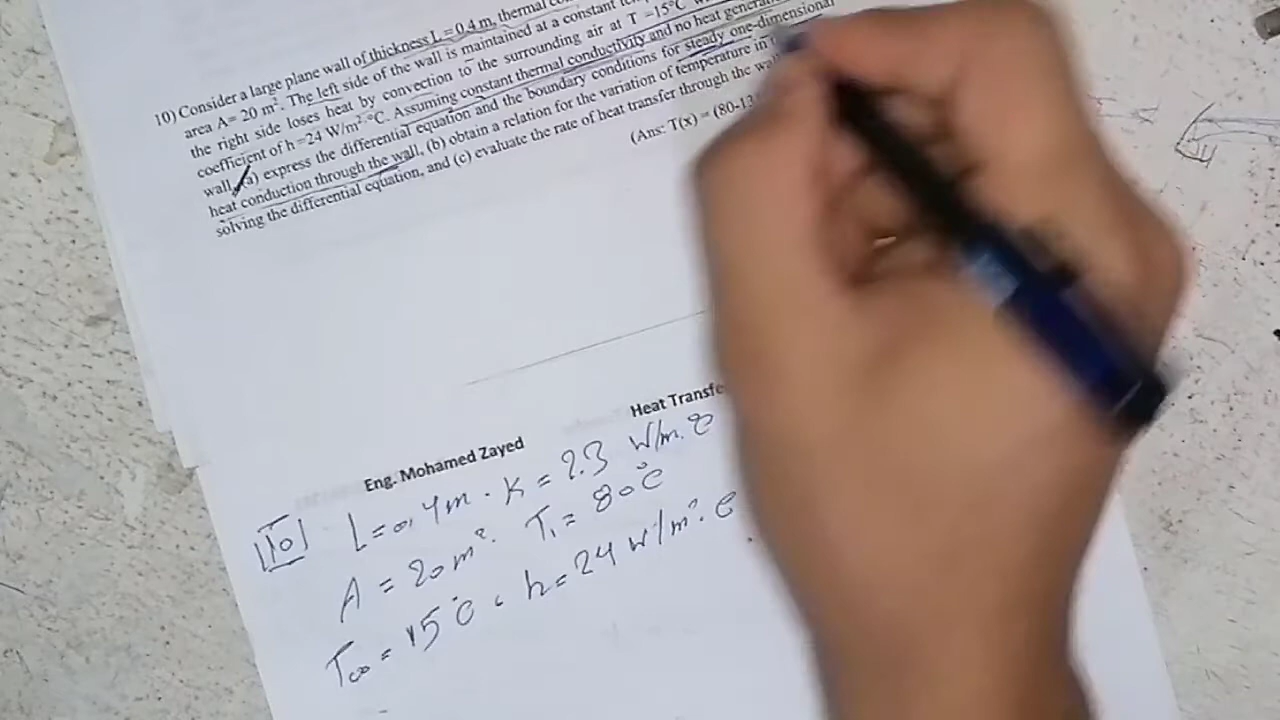 10) Consider a large plane wall of thickness L = 0.4 m, thermal
area A= 20 m². The left side of the wall is maintained at a constant
the right side loses heat by convection to the surrounding air at T =15°C
coefficient of h=24 W/m².°C. Assuming constant thermal conductivity and no heat
wall, (a) express the differential equation and the boundary conditions for steady one-dimensional
heat conduction through the wall, (b) obtain a relation for the variation of temperature in
solving the differential equation, and (c) evaluate the rate of heat transfer through the
(Ans: T(x) = (80-13
Eng. Mohamed Zayed Heat
10 L=0.4m . K = 2.3 W/m.°C
A = 20m². T1 = 80°C
T∞ = 15°C , h= 24 W/m².°C